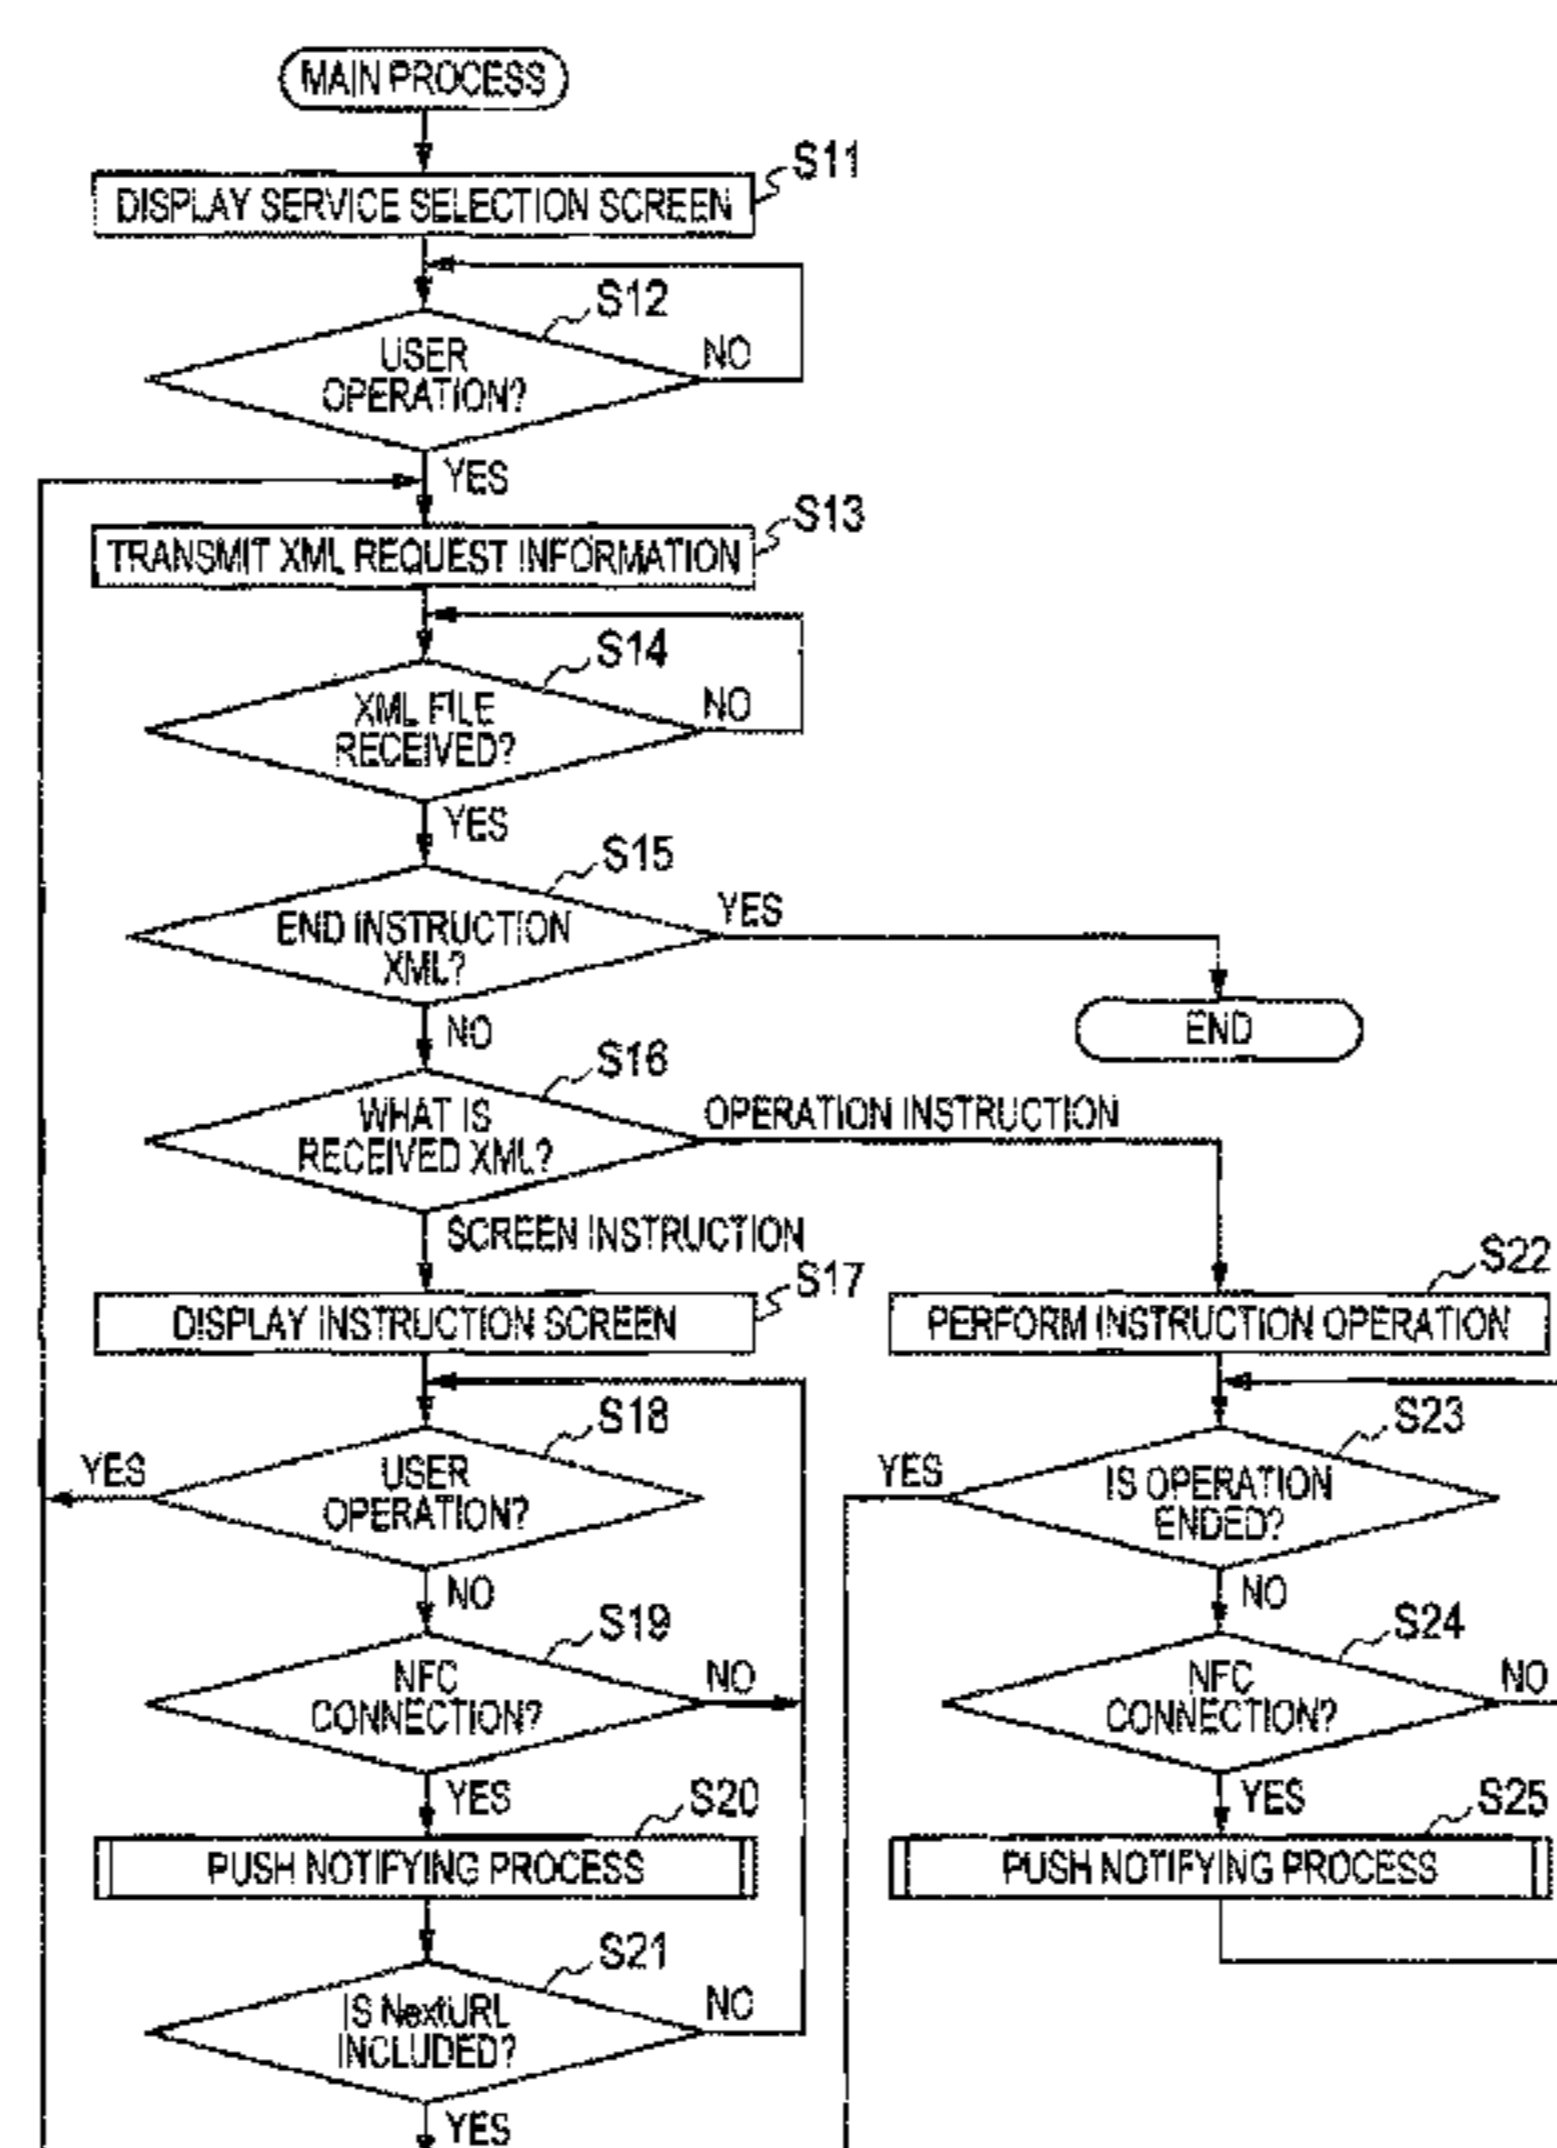 MAIN PROCESS
S11
DISPLAY SERVICE SELECTION SCREEN
S12
USER
OPERATION?
NO
YES
S13
TRANSMIT XML REQUEST INFORMATION
S14
XML FILE
RECEIVED?
NO
YES
S15
END INSTRUCTION
XML?
YES
END
NO
S16
WHAT IS
RECEIVED XML?
OPERATION INSTRUCTION
SCREEN INSTRUCTION
S17
DISPLAY INSTRUCTION SCREEN
S22
PERFORM INSTRUCTION OPERATION
S18
USER
OPERATION?
YES
NO
S23
IS OPERATION
ENDED?
YES
NO
S19
NFC
CONNECTION?
NO
YES
S24
NFC
CONNECTION?
NO
YES
S20
PUSH NOTIFYING PROCESS
S25
PUSH NOTIFYING PROCESS
S21
IS NextURL
INCLUDED?
NO
YES